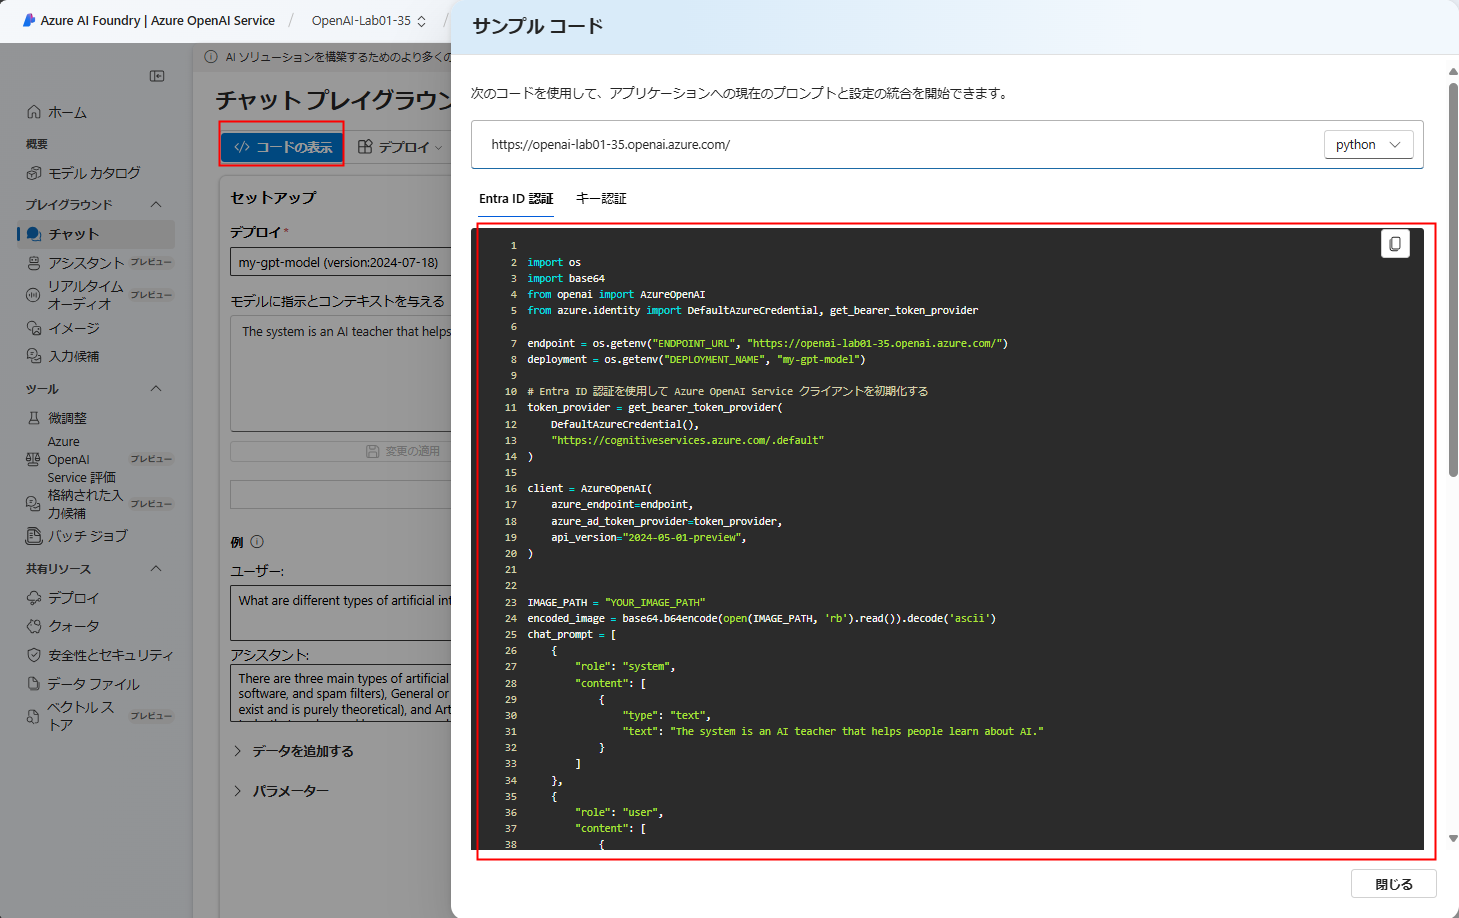 Azure AI Foundry | Azure OpenAI Service / OpenAI-Lab01-35 /
ホーム
概要
モデル カタログ
プレイグラウンド
チャット
アシスタント プレビュー
リアルタイム
オーディオ プレビュー
イメージ
入力候補
ツール
微調整
Azure
OpenAI
Service 評価 プレビュー
格納された入
力候補 プレビュー
バッチ ジョブ
共有リソース
デプロイ
クォータ
安全性とセキュリティ
データ ファイル
ベクトル ス
トア プレビュー
AI ソリューションを構築するためのより多くの
チャット プレイグラウン
</> コードの表示 デプロイ
セットアップ
デプロイ*
my-gpt-model (version:2024-07-18)
モデルに指示とコンテキストを与える
The system is an AI teacher that helps
変更の適用
例
ユーザー:
What are different types of artificial int
アシスタント:
There are three main types of artificial
software, and spam filters), General or
exist and is purely theoretical), and Art
データを追加する
パラメーター
サンプル コード
次のコードを使用して、アプリケーションへの現在のプロンプトと設定の統合を開始できます。
https://openai-lab01-35.openai.azure.com/ python
Entra ID 認証 キー認証
1
2 import os
3 import base64
4 from openai import AzureOpenAI
5 from azure.identity import DefaultAzureCredential, get_bearer_token_provider
6
7 endpoint = os.getenv("ENDPOINT_URL", "https://openai-lab01-35.openai.azure.com/")
8 deployment = os.getenv("DEPLOYMENT_NAME", "my-gpt-model")
9
10 # Entra ID 認証を使用して Azure OpenAI Service クライアントを初期化する
11 token_provider = get_bearer_token_provider(
12 DefaultAzureCredential(),
13 "https://cognitiveservices.azure.com/.default"
14 )
15
16 client = AzureOpenAI(
17 azure_endpoint=endpoint,
18 azure_ad_token_provider=token_provider,
19 api_version="2024-05-01-preview",
20 )
21
22
23 IMAGE_PATH = "YOUR_IMAGE_PATH"
24 encoded_image = base64.b64encode(open(IMAGE_PATH, 'rb').read()).decode('ascii')
25 chat_prompt = [
26 {
27 "role": "system",
28 "content": [
29 {
30 "type": "text",
31 "text": "The system is an AI teacher that helps people learn about AI."
32 }
33 ]
34 },
35 {
36 "role": "user",
37 "content": [
38 {
閉じる